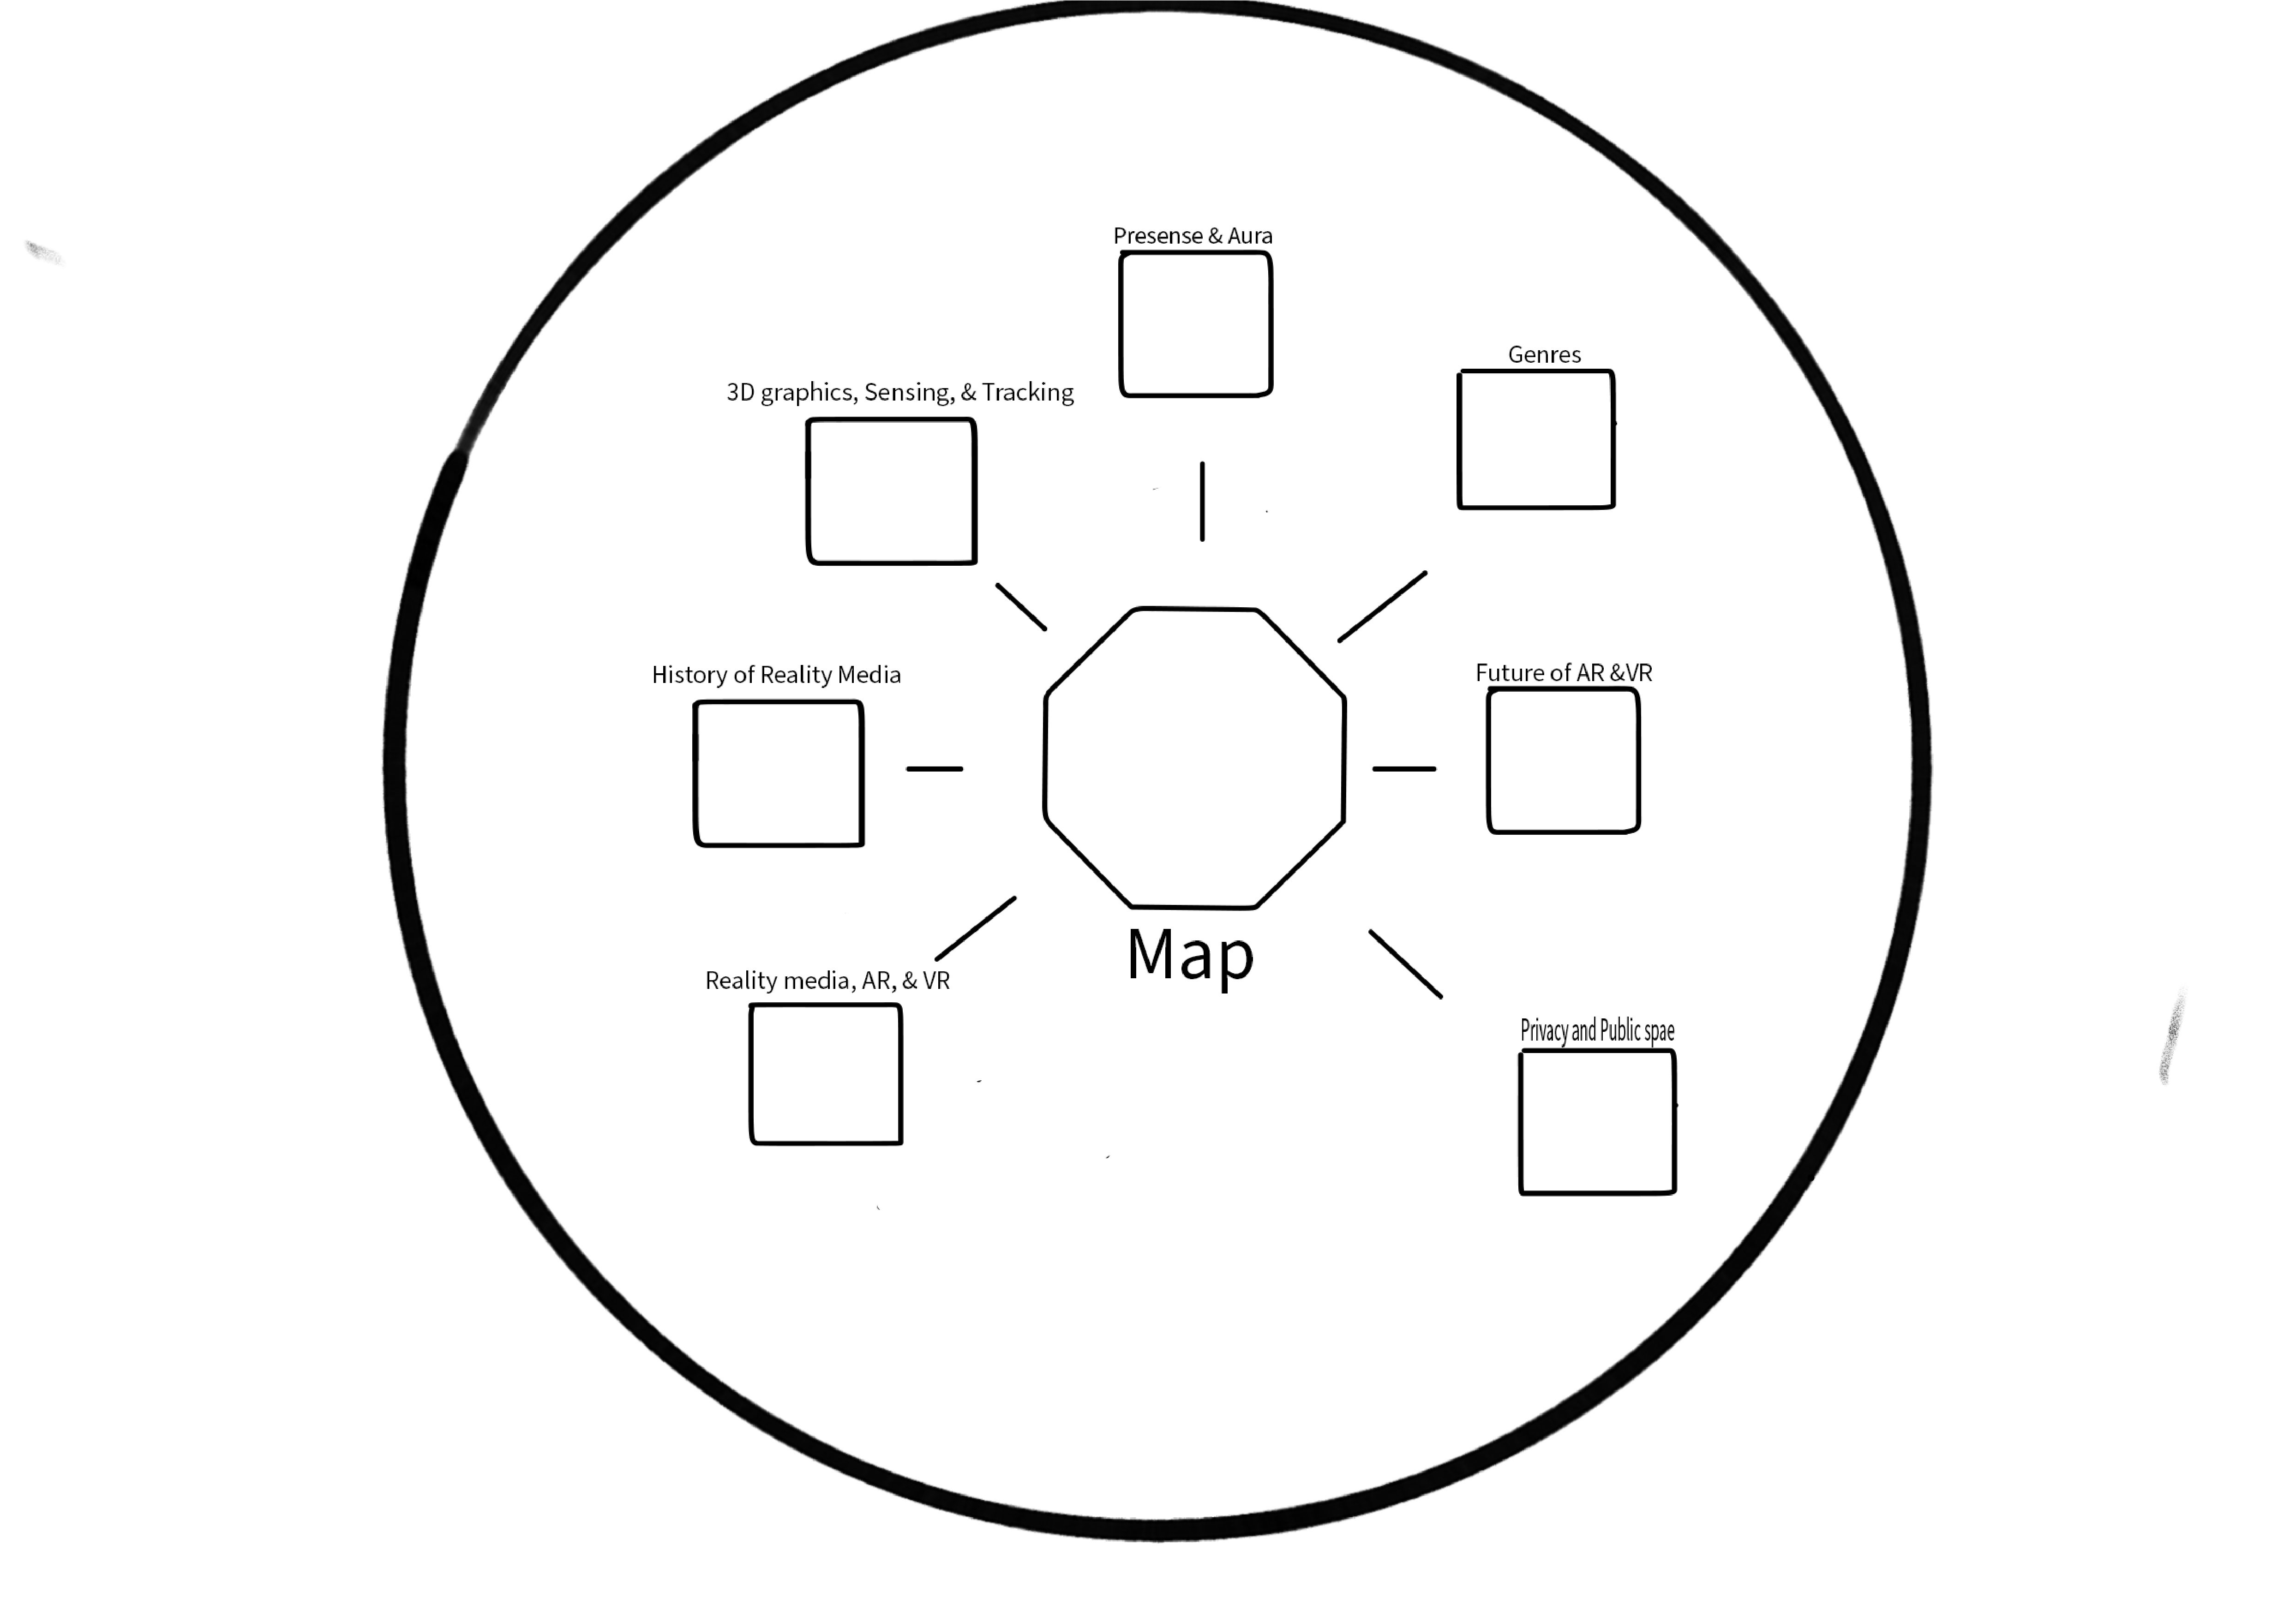 Presense & Aura
Genres
3D graphics, Sensing, & Tracking
History of Reality Media
Future of AR &VR
Map
Reality media, AR, & VR
Privacy and Public spae